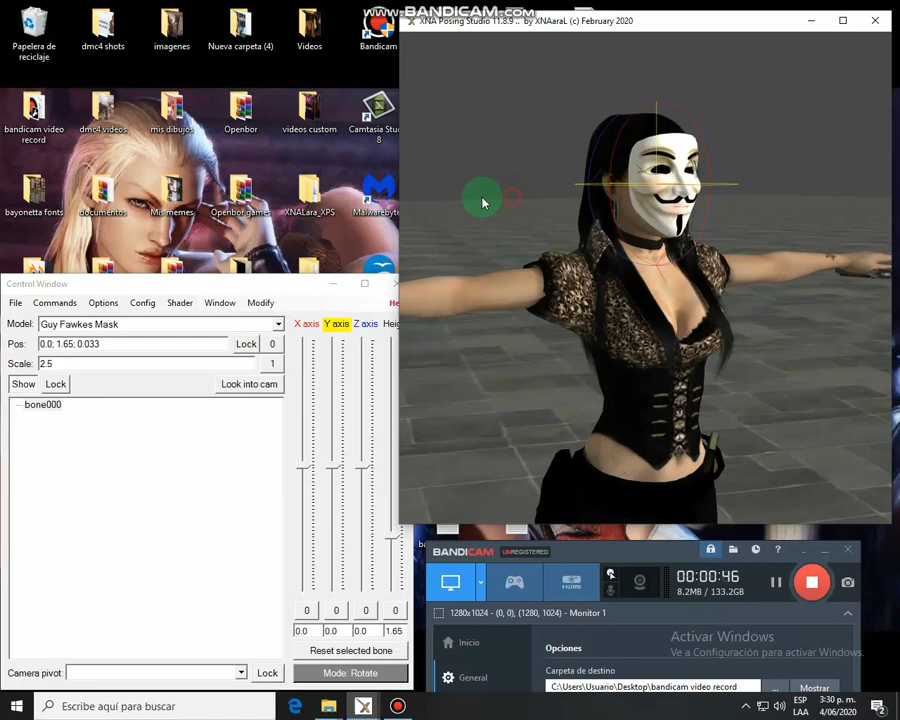 www.BANDICAM.com
XNA Posing Studio 11.8.9 .. by XNAaraL (c) February 2020
Papelera de reciclaje
dmc4 shots
imagenes
Nueva carpeta (4)
Videos
Bandicam
bandicam video record
dmc4 videos
mis dibujos
Openbor
videos custom
Camtasia Stu 8
bayonetta fonts
documentos
Mis memes
Openbor games
XNALara_XPS
Malwarebyte
Control Window
File Commands Options Config Shader Window Modify He
Model: Guy Fawkes Mask
X axis Y axis Z axis Heig
Pos: 0.0; 1.65; 0.033 Lock 0
Scale: 2.5 1
Show Lock Look into cam
bone000
0 0 0 0
0.0 0.0 0.0 1.65
Reset selected bone
Camera pivot: Lock Mode: Rotate
BANDICAM UNREGISTERED
HDMI
00:00:46
8.2MB / 133.2GB
1280x1024 - (0, 0), (1280, 1024) - Monitor 1
Inicio
General
Opciones
Carpeta de destino
C:\Users\Usuario\Desktop\bandicam video record ... Mostrar
Activar Windows
Ve a Configuración para activar Windows.
Escribe aquí para buscar
ESP
LAA
3:30 p. m.
4/06/2020
2